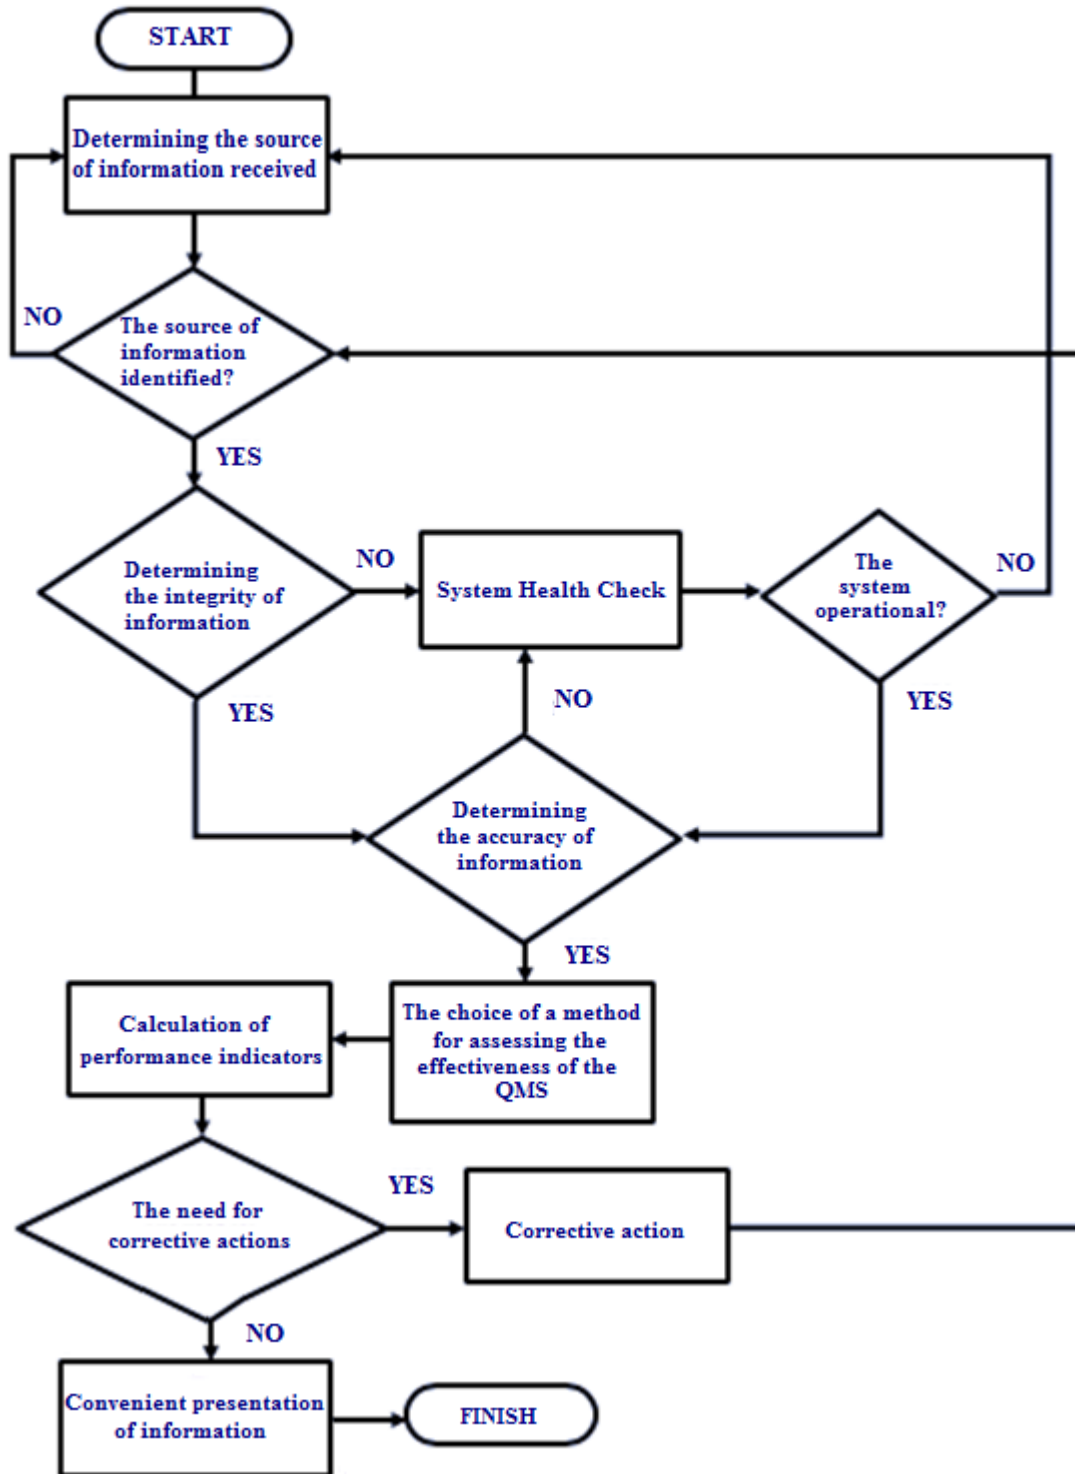 START
Determining the source
of information received
NO
The source of
information
identified?
YES
Determining
the integrity of
information
NO
System Health Check
The
system
operational?
NO
YES
NO
YES
Determining
the accuracy of
information
YES
The choice of a method
for assessing the
effectiveness of the
QMS
Calculation of
performance indicators
The need for
corrective actions
YES
Corrective action
NO
Convenient presentation
of information
FINISH